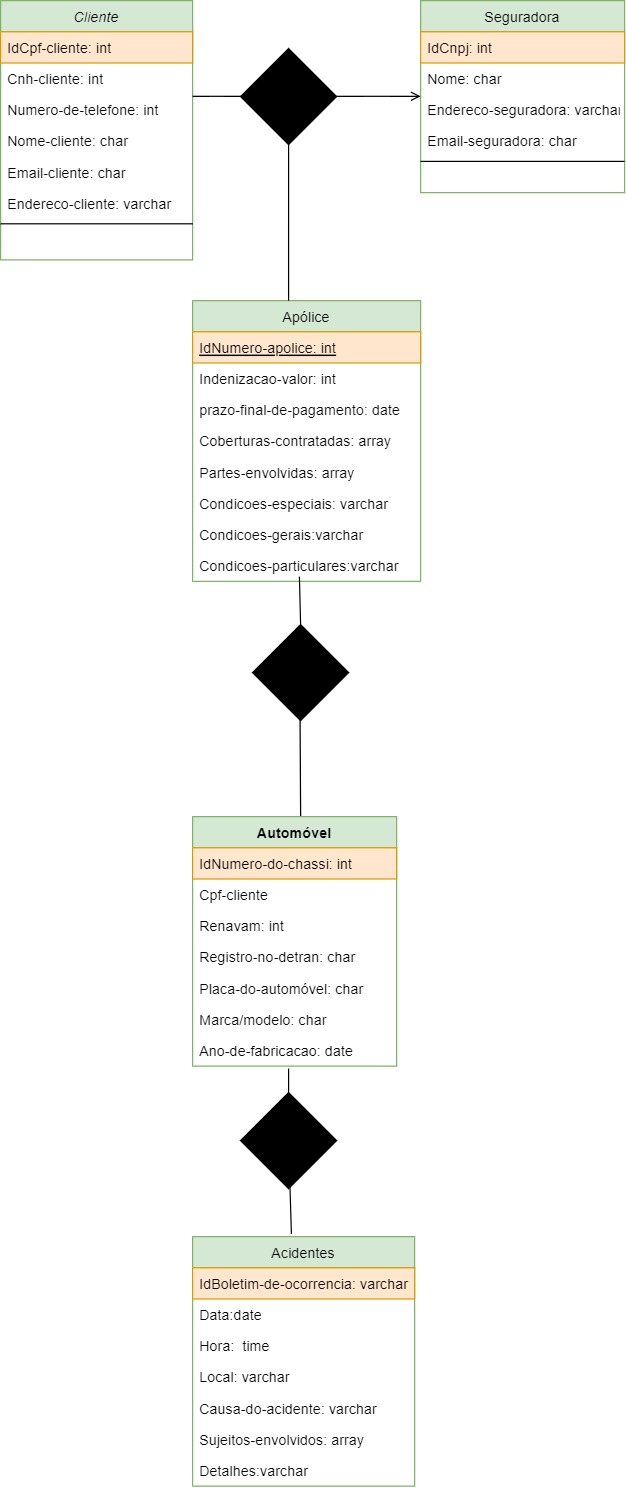 Cliente
IdCpf-cliente: int
Cnh-cliente: int
Numero-de-telefone: int
Nome-cliente: char
Email-cliente: char
Endereco-cliente: varchar
Seguradora
IdCnpj: int
Nome: char
Endereco-seguradora: varchar
Email-seguradora: char
Apólice
IdNumero-apolice: int
Indenizacao-valor: int
prazo-final-de-pagamento: date
Coberturas-contratadas: array
Partes-envolvidas: array
Condicoes-especiais: varchar
Condicoes-gerais:varchar
Condicoes-particulares:varchar
Automóvel
IdNumero-do-chassi: int
Cpf-cliente
Renavam: int
Registro-no-detran: char
Placa-do-automóvel: char
Marca/modelo: char
Ano-de-fabricacao: date
Acidentes
IdBoletim-de-ocorrencia: varchar
Data:date
Hora:  time
Local: varchar
Causa-do-acidente: varchar
Sujeitos-envolvidos: array
Detalhes:varchar